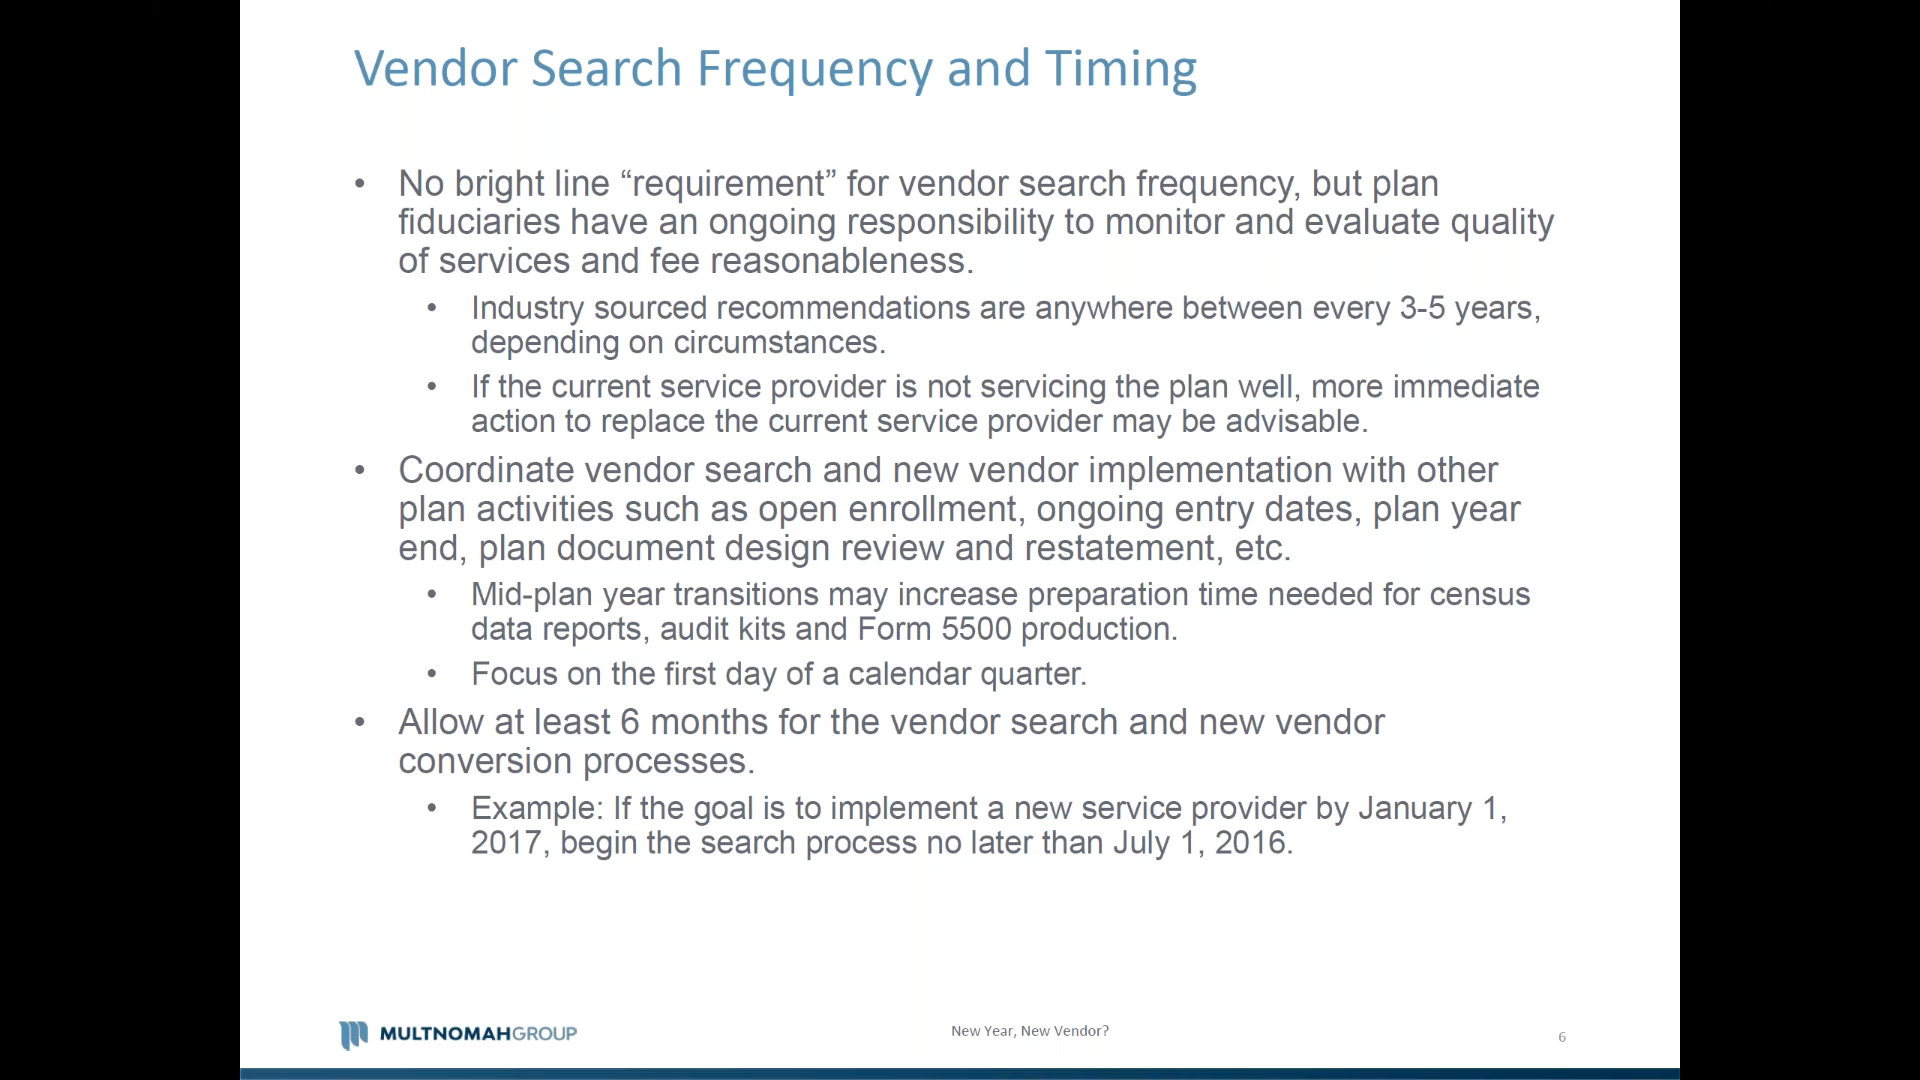 Vendor Search Frequency and Timing
• No bright line “requirement” for vendor search frequency, but plan
fiduciaries have an ongoing responsibility to monitor and evaluate quality
of services and fee reasonableness.
• Industry sourced recommendations are anywhere between every 3-5 years,
depending on circumstances.
• If the current service provider is not servicing the plan well, more immediate
action to replace the current service provider may be advisable.
• Coordinate vendor search and new vendor implementation with other
plan activities such as open enrollment, ongoing entry dates, plan year
end, plan document design review and restatement, etc.
• Mid-plan year transitions may increase preparation time needed for census
data reports, audit kits and Form 5500 production.
• Focus on the first day of a calendar quarter.
• Allow at least 6 months for the vendor search and new vendor
conversion processes.
• Example: If the goal is to implement a new service provider by January 1,
2017, begin the search process no later than July 1, 2016.
MULTNOMAHGROUP
New Year, New Vendor?
6